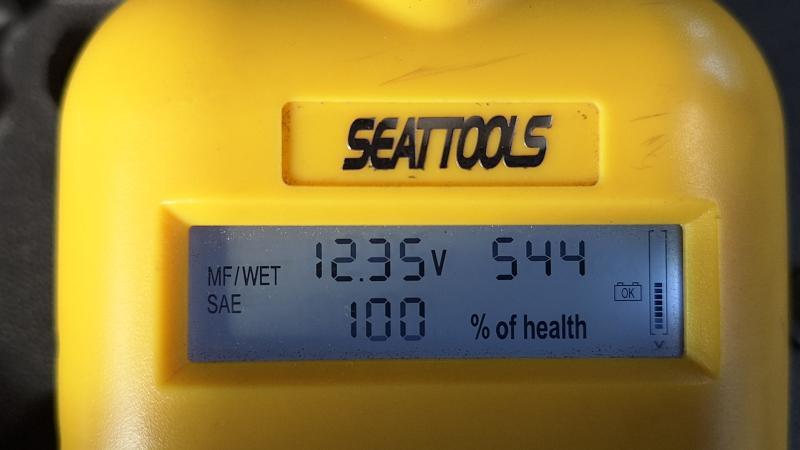 SEATTOOLS
MF/WET 12.35V 544
OK
SAE 100 % of health
V